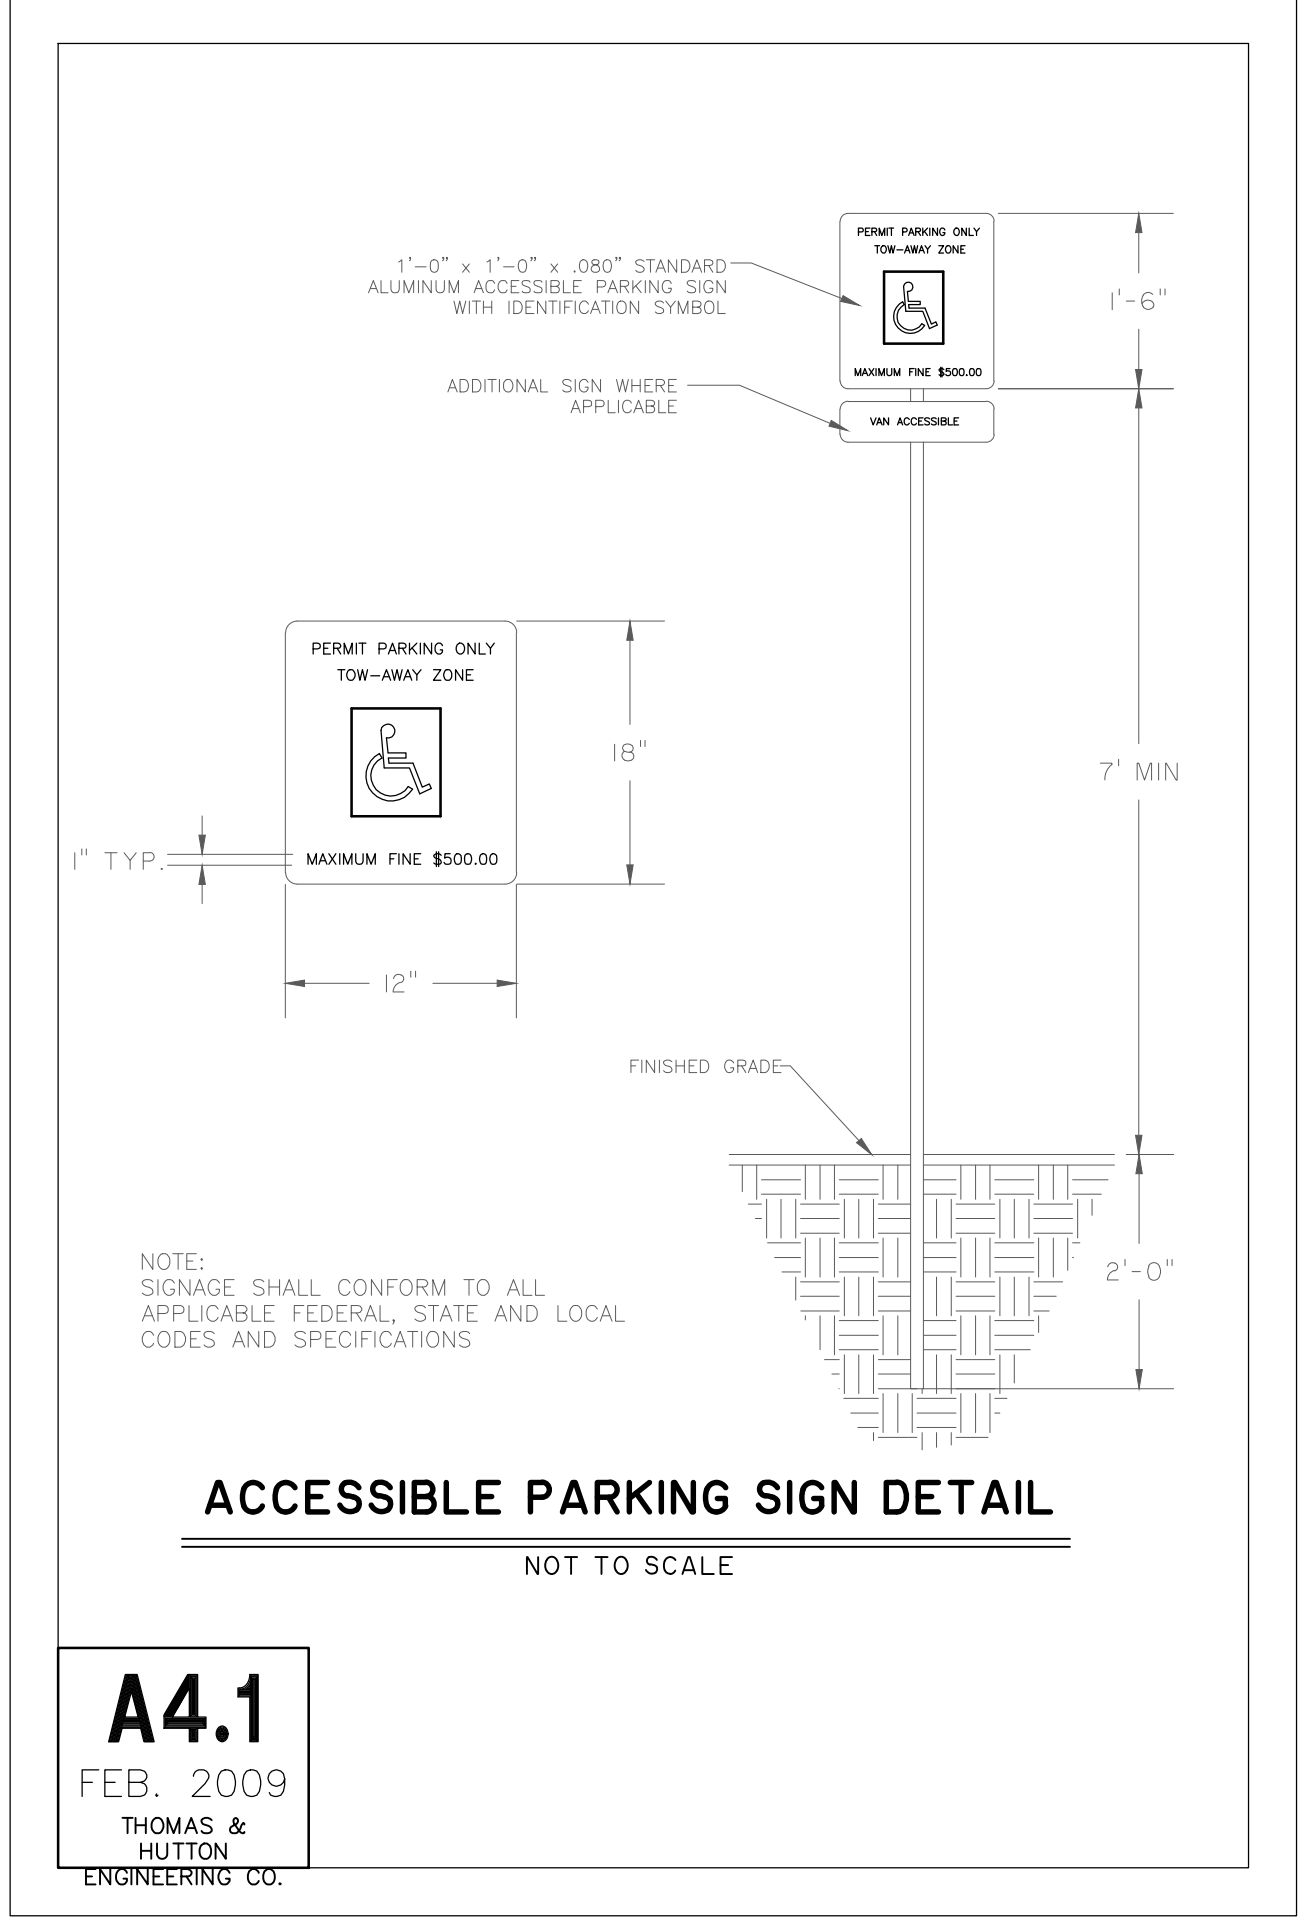 PERMIT PARKING ONLY
TOW-AWAY ZONE
MAXIMUM FINE $500.00
VAN ACCESSIBLE
1'-0" x 1'-0" x .080" STANDARD
ALUMINUM ACCESSIBLE PARKING SIGN
WITH IDENTIFICATION SYMBOL
ADDITIONAL SIGN WHERE
APPLICABLE
1'-6"
7' MIN
PERMIT PARKING ONLY
TOW-AWAY ZONE
MAXIMUM FINE $500.00
18"
1" TYP.
12"
FINISHED GRADE
2'-0"
NOTE:
SIGNAGE SHALL CONFORM TO ALL
APPLICABLE FEDERAL, STATE AND LOCAL
CODES AND SPECIFICATIONS
ACCESSIBLE PARKING SIGN DETAIL
NOT TO SCALE
A4.1
FEB. 2009
THOMAS &
HUTTON
ENGINEERING CO.